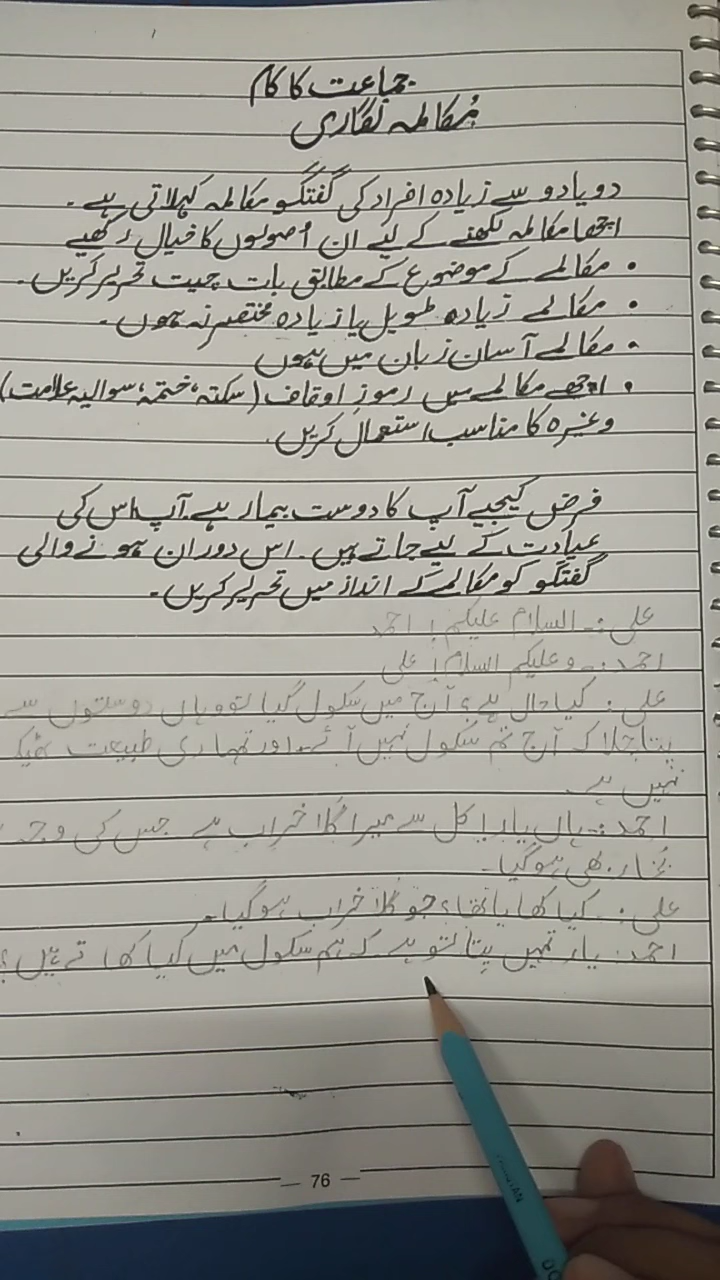 جماعت کا کام
مُکالمہ نگاری
دو یا دو سے زیادہ افراد کی گفتگو مکالمہ کہلاتی ہے۔
اچھا مکالمہ لکھنے کے لیے ان اُصولوں کا خیال رکھیے
• مکالمے کے موضوع کے مطابق بات چیت تحریر کریں۔
• مکالمے زیادہ طویل یا زیادہ مختصر نہ ہوں۔
• مکالمے آسان زبان میں ہوں
• اچھے مکالمے میں رموزِ اوقاف (سکتہ، ختمہ، سوالیہ علامت)
وغیرہ کا مناسب استعمال کریں۔
فرض کیجیے آپ کا دوست بیمار ہے۔ آپ اس کی
عیادت کے لیے جاتے ہیں۔ اس دوران ہونے والی
گفتگو کو مکالمے کے انداز میں تحریر کریں۔
علی:۔ السلام علیکم! احمد
احمد:۔ وعلیکم السلام! علی
علی:۔ کیا حال ہے؟ آج میں سکول گیا تو وہاں دوستوں سے
پتا چلا کہ آج تم سکول نہیں آئے۔ اور تمہاری طبیعت ٹھیک
نہیں ہے۔
احمد:۔ ہاں یار! کل سے میرا گلا خراب ہے جس کی وجہ
بُخار بھی ہوگیا۔
علی:۔ کیا کھایا تھا؟ جو گلا خراب ہوگیا۔
احمد:۔ یار تمہیں پتا تو ہے کہ ہم سکول میں کیا کھاتے ہیں؟
— 76 —